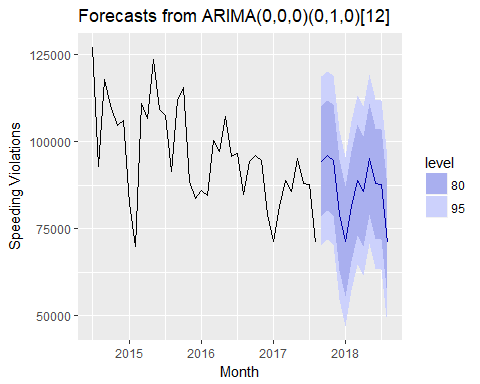 Forecasts from ARIMA(0,0,0)(0,1,0)[12]
Speeding Violations
125000
100000
75000
50000
2015
2016
2017
2018
Month
level
80
95